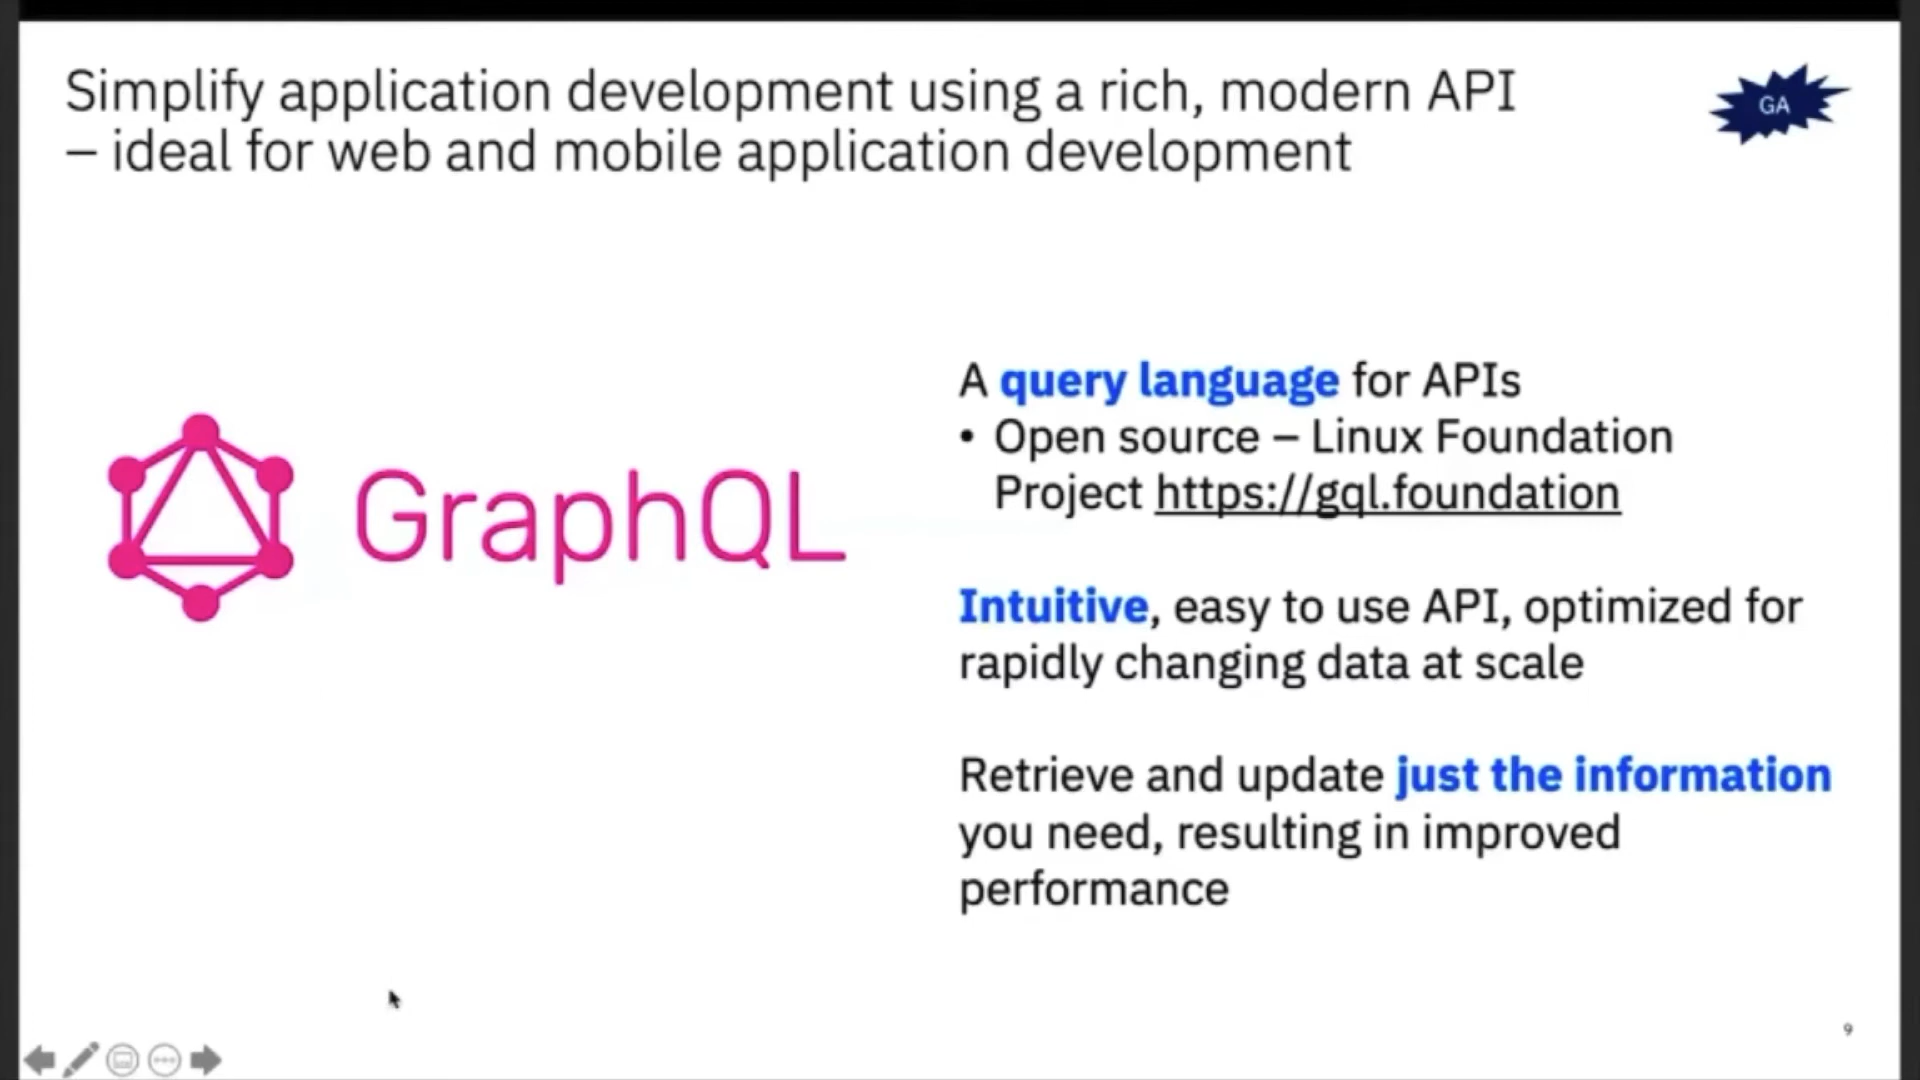 Simplify application development using a rich, modern API
– ideal for web and mobile application development
GA
GraphQL
A query language for APIs
• Open source – Linux Foundation
Project https://gql.foundation
Intuitive, easy to use API, optimized for
rapidly changing data at scale
Retrieve and update just the information
you need, resulting in improved
performance
9